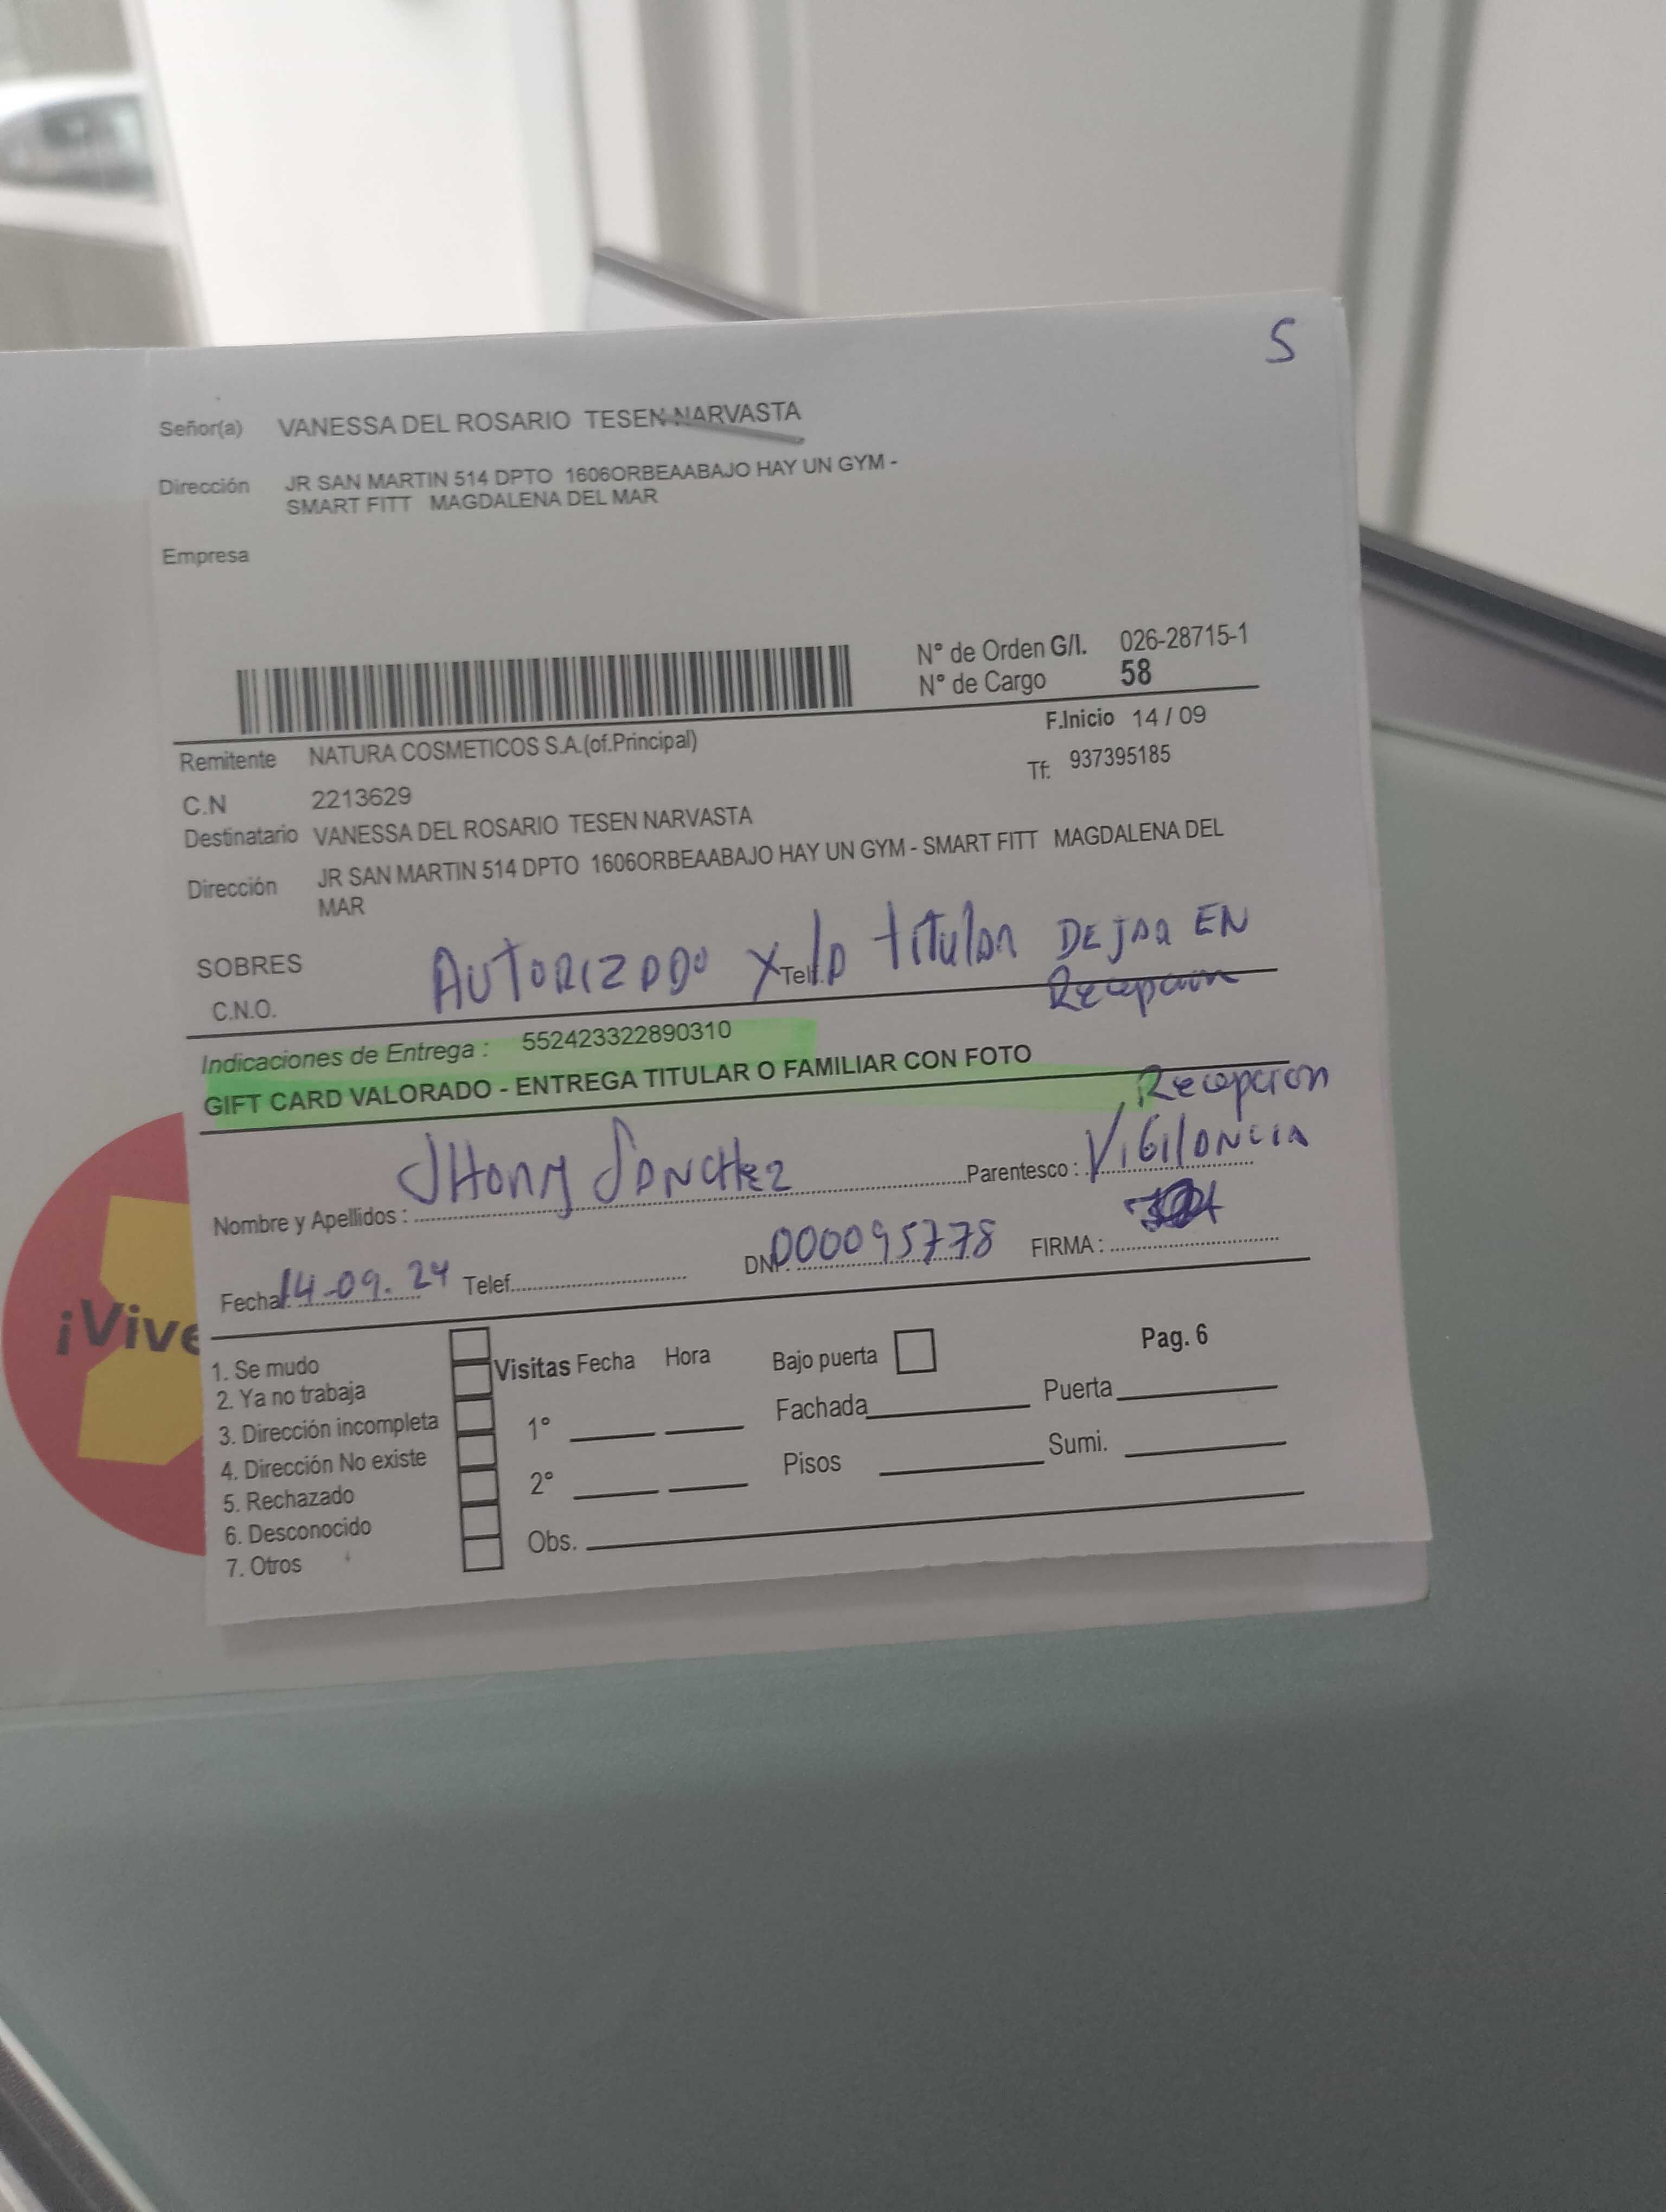 S
Señor(a) VANESSA DEL ROSARIO TESEN NARVASTA
Dirección JR SAN MARTIN 514 DPTO 1606ORBEAABAJO HAY UN GYM -
SMART FITT MAGDALENA DEL MAR
Empresa
N° de Orden G/I. 026-28715-1
N° de Cargo 58
F.Inicio 14 / 09
Remitente NATURA COSMETICOS S.A.(of.Principal)
Tf: 937395185
C.N 2213629
Destinatario VANESSA DEL ROSARIO TESEN NARVASTA
Dirección JR SAN MARTIN 514 DPTO 1606ORBEAABAJO HAY UN GYM - SMART FITT MAGDALENA DEL
MAR
SOBRES AUTORIZADO X la titular DEJAR EN
Telf.
Recepcion
C.N.O.
Indicaciones de Entrega : 552423322890310
GIFT CARD VALORADO - ENTREGA TITULAR O FAMILIAR CON FOTO
Recepcion
Nombre y Apellidos : JHONY SANCHEZ Parentesco : VIGILANCIA
Fecha: 14-09.24 Telef. DNI: 000095778 FIRMA :
1. Se mudo
2. Ya no trabaja
3. Dirección incompleta
4. Dirección No existe
5. Rechazado
6. Desconocido
7. Otros
Visitas Fecha Hora
1°
2°
Obs.
Bajo puerta
Pag. 6
Fachada Puerta
Pisos Sumi.
¡Vive